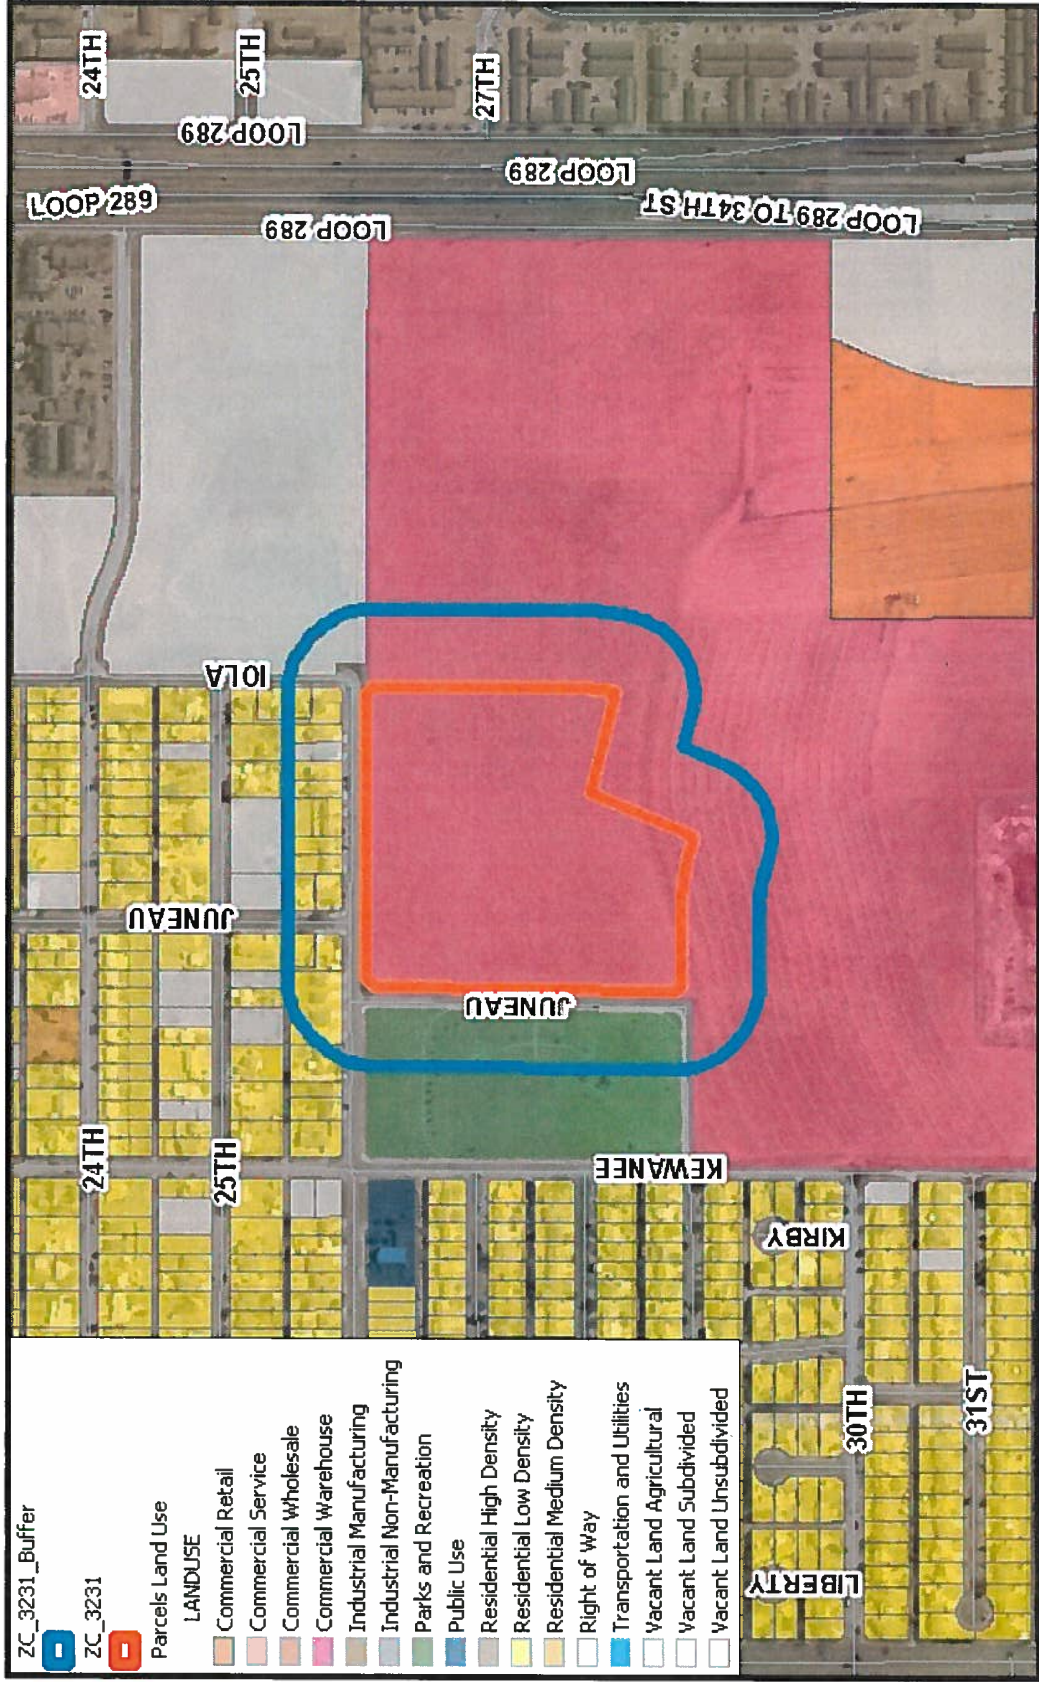 ZC_3231_Buffer
ZC_3231
Parcels Land Use
LANDUSE
Commercial Retail
Commercial Service
Commercial Wholesale
Commercial Warehouse
Industrial Manufacturing
Industrial Non-Manufacturing
Parks and Recreation
Public Use
Residential High Density
Residential Low Density
Residential Medium Density
Right of Way
Transportation and Utilities
Vacant Land Agricultural
Vacant Land Subdivided
Vacant Land Unsubdivided
24TH
25TH
27TH
LOOP 289
LOOP 289
LOOP 289
LOOP 289
LOOP 289 TO 34TH ST
IOLA
JUNEAU
JUNEAU
24TH
25TH
KEWANEE
KIRBY
30TH
31ST
LIBERTY